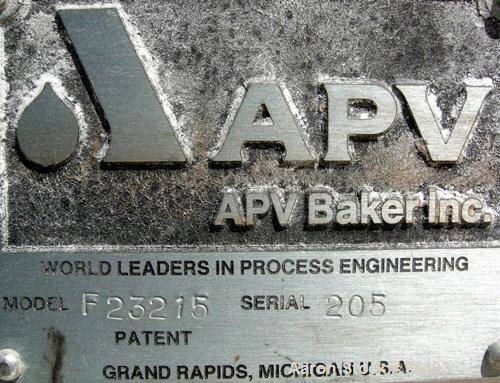 APV
APV Baker Inc.
WORLD LEADERS IN PROCESS ENGINEERING
MODEL F23215 SERIAL 205
PATENT
GRAND RAPIDS, MICHIGAN U.S.A.